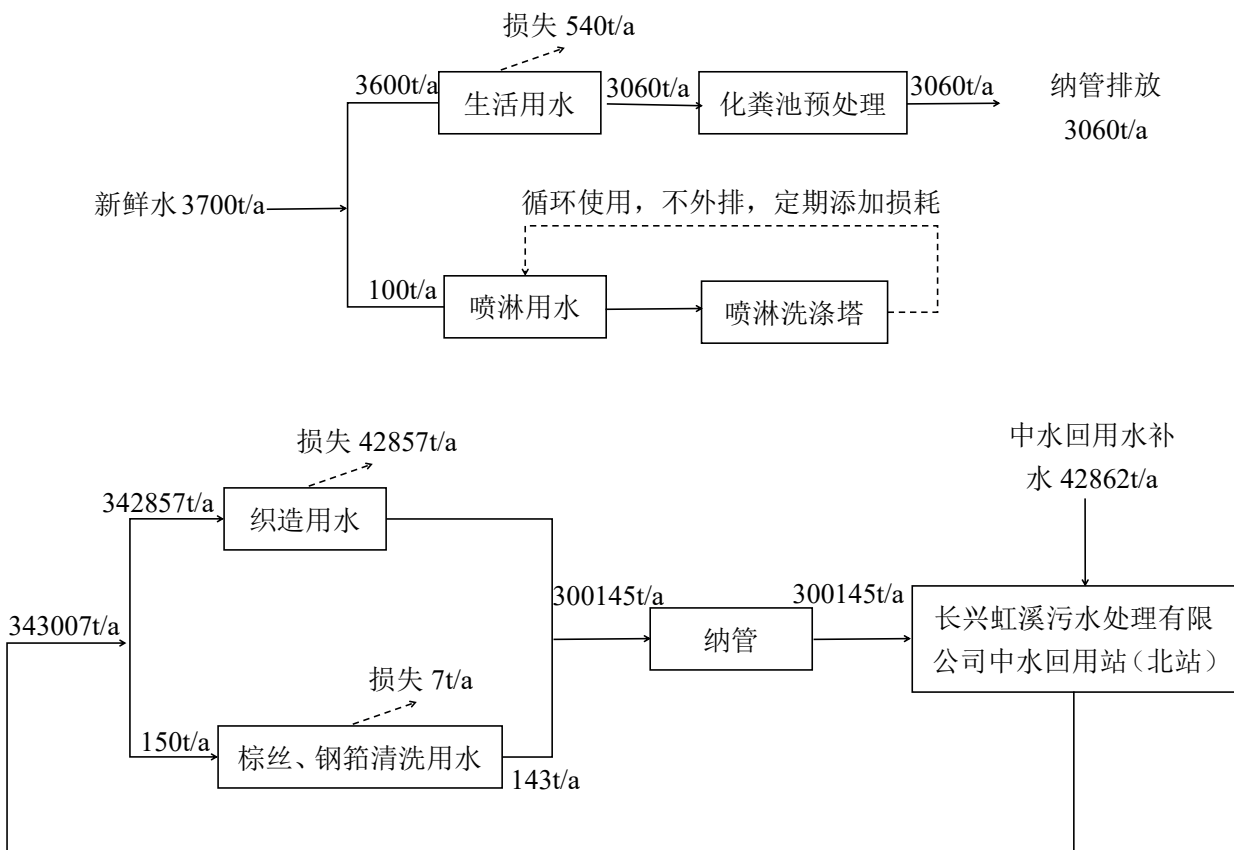 损失 540t/a
3600t/a
生活用水
3060t/a
化粪池预处理
3060t/a
纳管排放
3060t/a
新鲜水 3700t/a
循环使用，不外排，定期添加损耗
100t/a
喷淋用水
喷淋洗涤塔
损失 42857t/a
中水回用水补
水 42862t/a
342857t/a
织造用水
343007t/a
300145t/a
纳管
300145t/a
长兴虹溪污水处理有限
公司中水回用站（北站）
损失 7t/a
150t/a
棕丝、钢筘清洗用水
143t/a